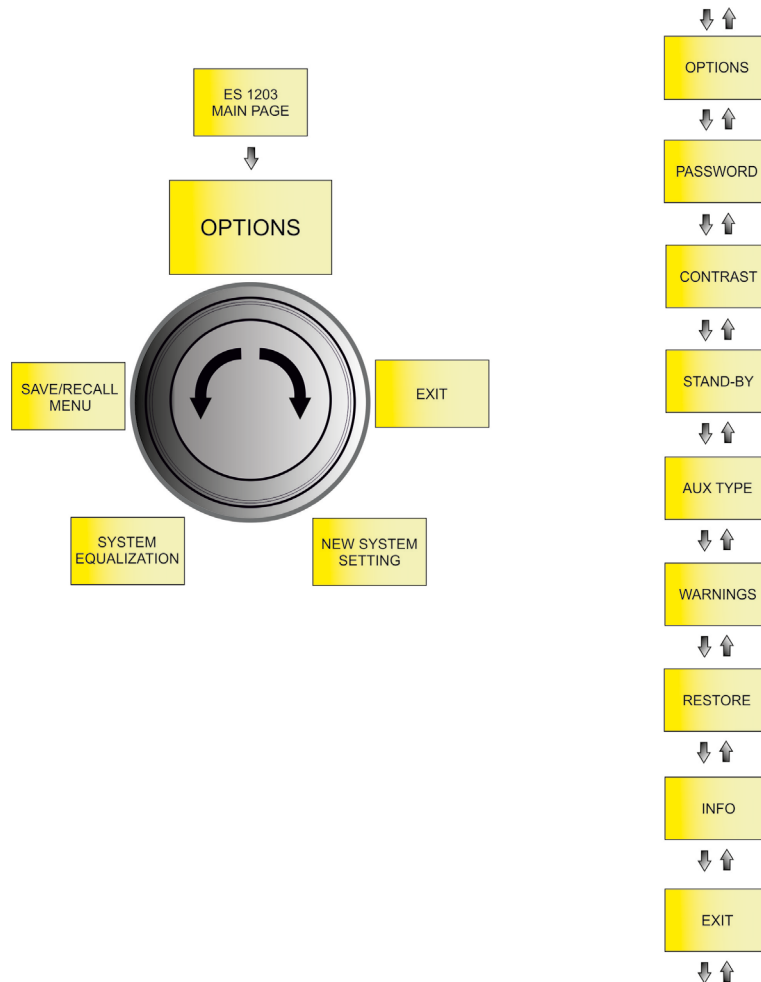 ES 1203
MAIN PAGE
OPTIONS
SAVE/RECALL
MENU
EXIT
SYSTEM
EQUALIZATION
NEW SYSTEM
SETTING
OPTIONS
PASSWORD
CONTRAST
STAND-BY
AUX TYPE
WARNINGS
RESTORE
INFO
EXIT